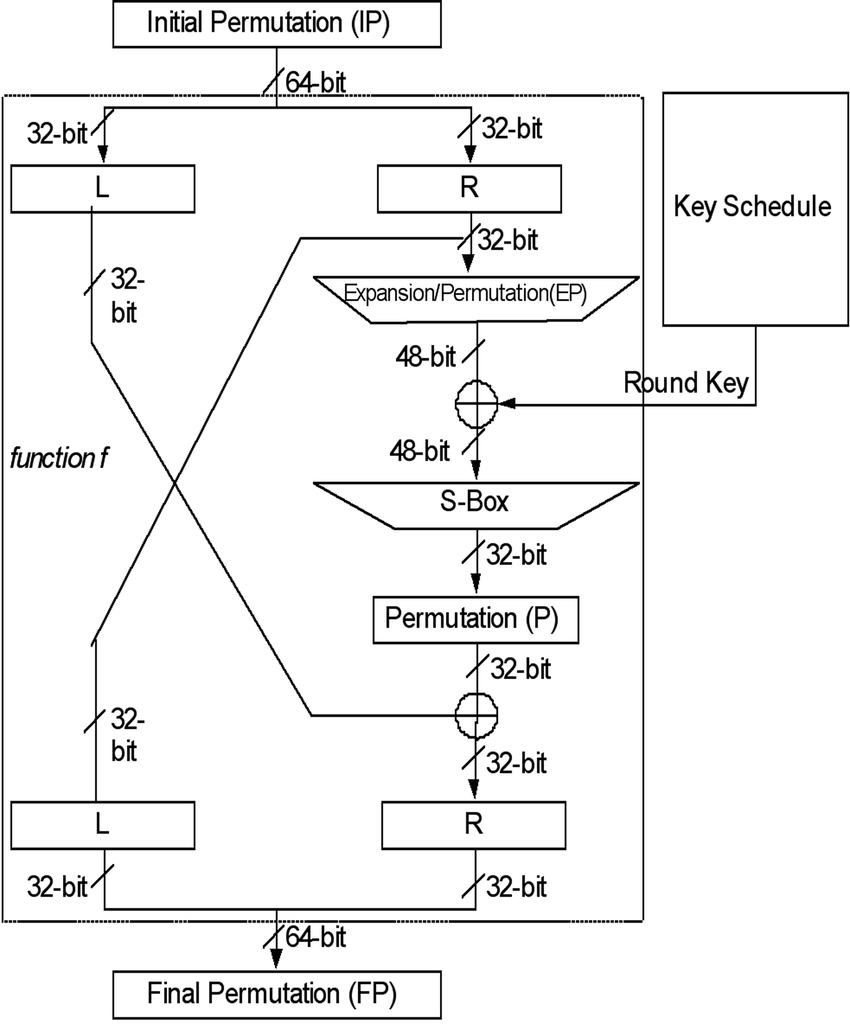 Initial Permutation (IP)
64-bit
32-bit
32-bit
L
R
Key Schedule
32-bit
32-
bit
Expansion/Permutation(EP)
48-bit
Round Key
48-bit
function f
S-Box
32-bit
Permutation (P)
32-bit
32-
bit
32-bit
L
R
32-bit
32-bit
64-bit
Final Permutation (FP)